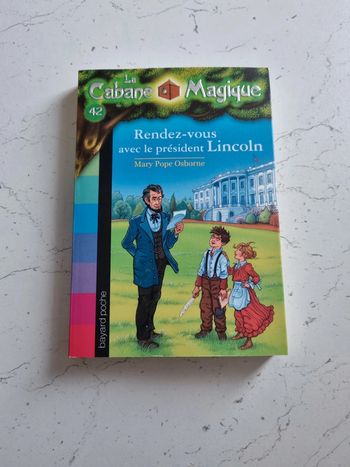 La
Cabane Magique
42
Rendez-vous
avec le président Lincoln
Mary Pope Osborne
bayard poche